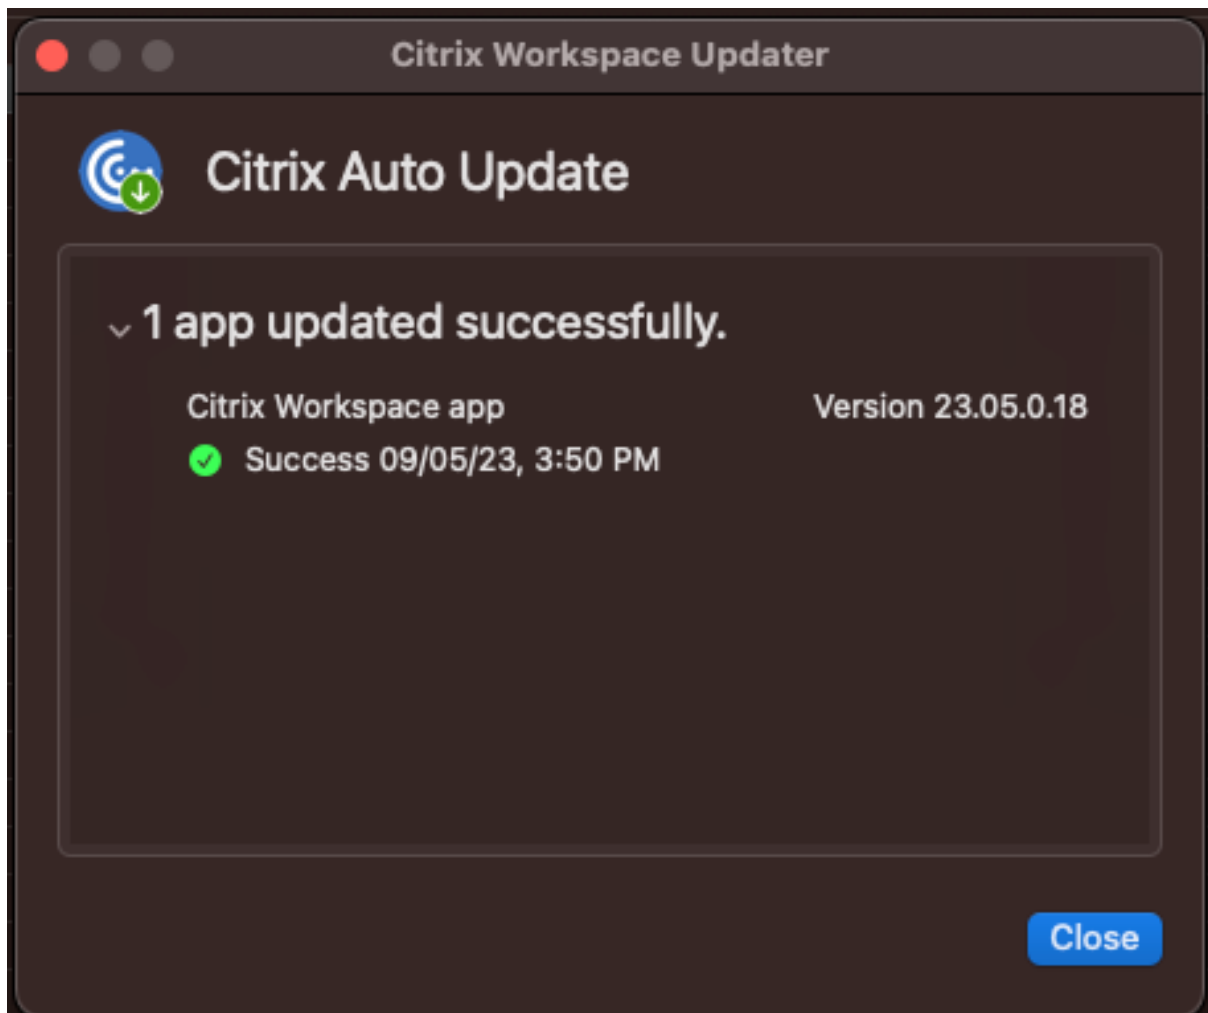 Citrix Workspace Updater
Citrix Auto Update
1 app updated successfully.
Citrix Workspace app Version 23.05.0.18
Success 09/05/23, 3:50 PM
Close